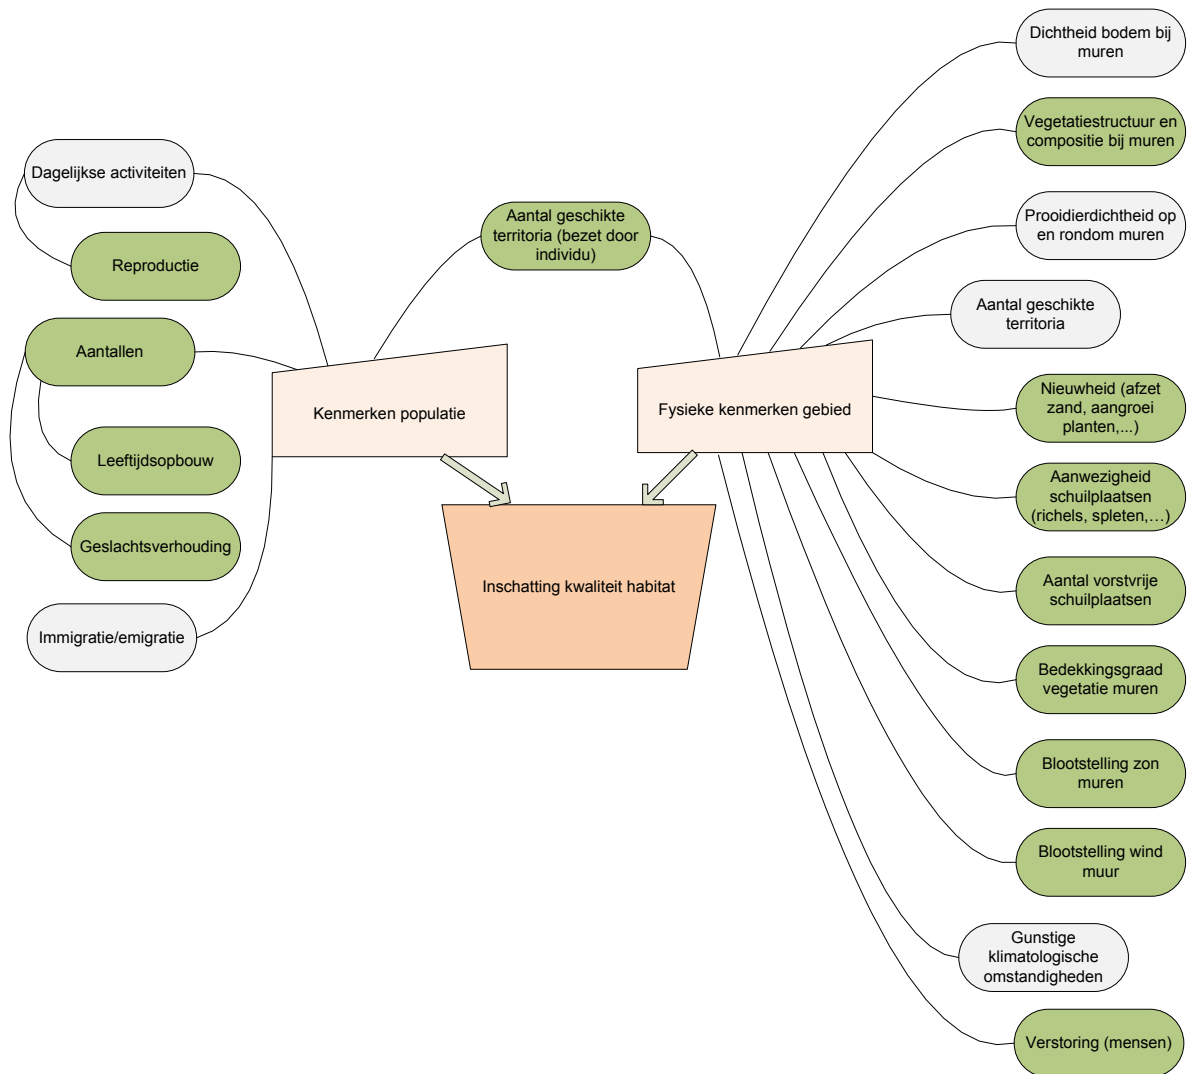 Dichtheid bodem bij
muren
Vegetatiestructuur en
compositie bij muren
Dagelijkse activiteiten
Aantal geschikte
territoria (bezet door
individu)
Prooidierdichtheid op
en rondom muren
Reproductie
Aantal geschikte
territoria
Aantallen
Kenmerken populatie
Fysieke kenmerken gebied
Nieuwheid (afzet
zand, aangroei
planten,...)
Leeftijdsopbouw
Aanwezigheid
schuilplaatsen
(richels, spleten,…)
Geslachtsverhouding
Inschatting kwaliteit habitat
Aantal vorstvrije
schuilplaatsen
Immigratie/emigratie
Bedekkingsgraad
vegetatie muren
Blootstelling zon
muren
Blootstelling wind
muur
Gunstige
klimatologische
omstandigheden
Verstoring (mensen)